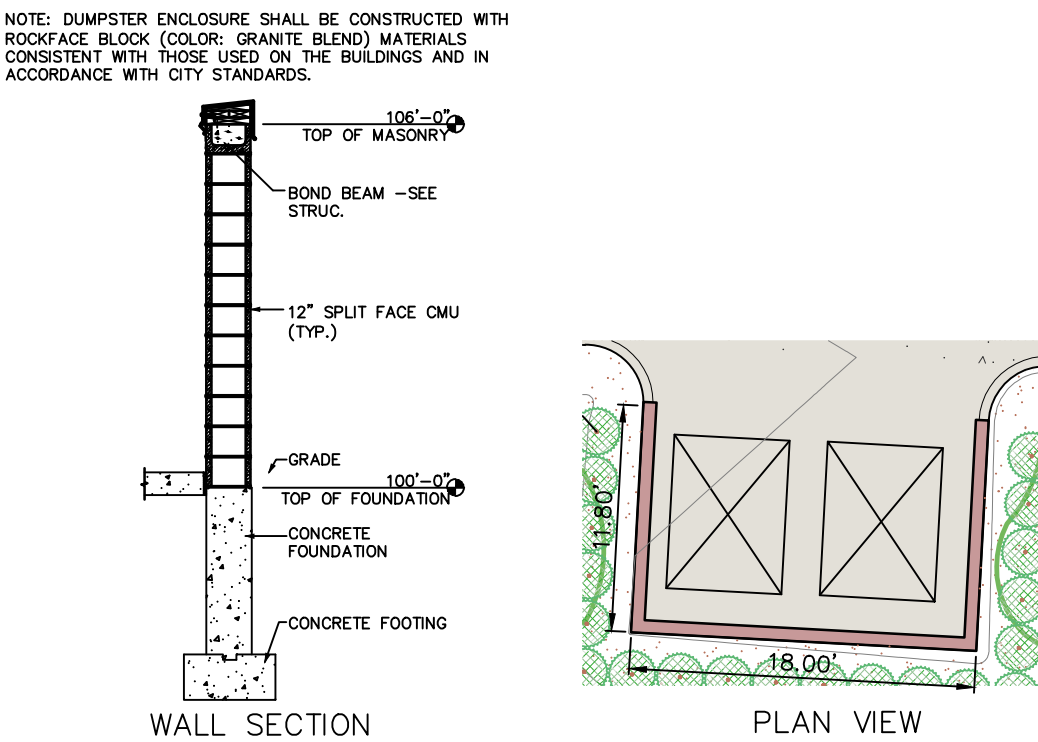 NOTE: DUMPSTER ENCLOSURE SHALL BE CONSTRUCTED WITH
ROCKFACE BLOCK (COLOR: GRANITE BLEND) MATERIALS
CONSISTENT WITH THOSE USED ON THE BUILDINGS AND IN
ACCORDANCE WITH CITY STANDARDS.
106'-0"
TOP OF MASONRY
BOND BEAM -SEE
STRUC.
12" SPLIT FACE CMU
(TYP.)
GRADE
100'-0"
TOP OF FOUNDATION
CONCRETE
FOUNDATION
CONCRETE FOOTING
WALL SECTION
11.80'
18.00'
PLAN VIEW